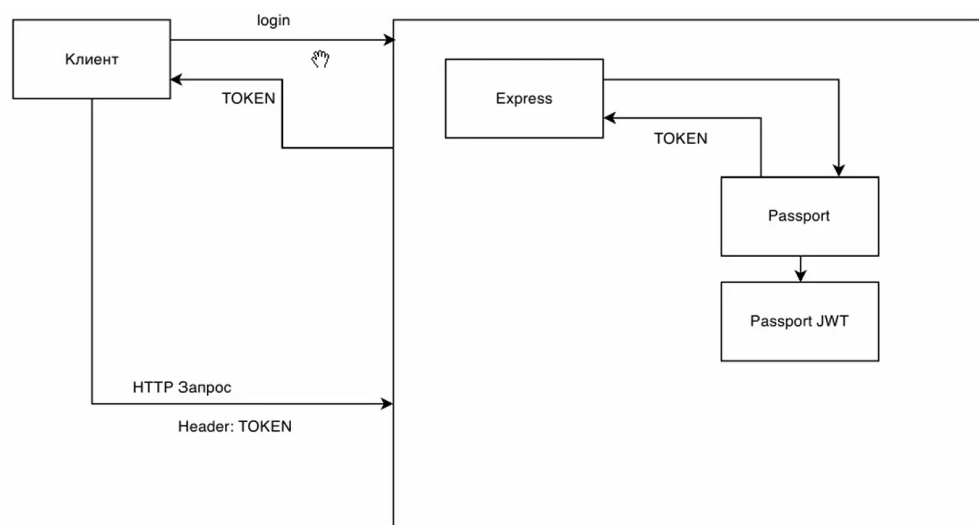 login
Клиент
TOKEN
Express
TOKEN
Passport
Passport JWT
HTTP Запрос
Header: TOKEN